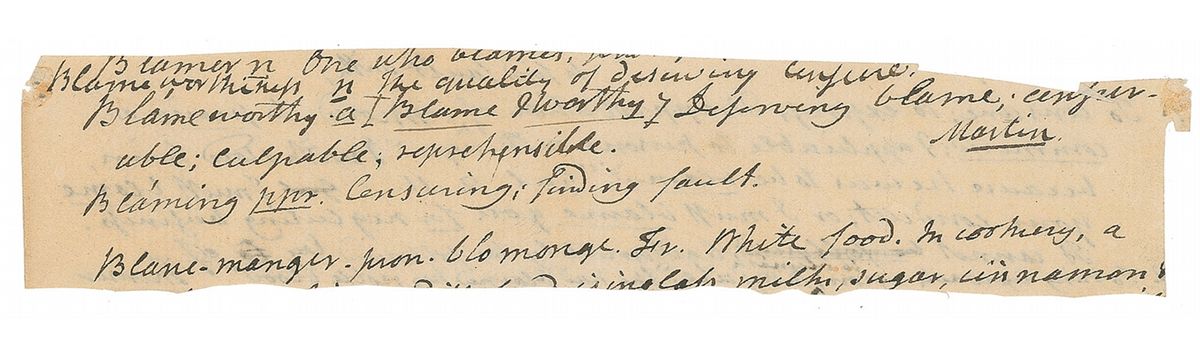 Blamer n One who blames,
Blameworthiness n The quality of deserving censure.
Blameworthy. a [Blame & worthy] Deserving blame; censur-
Martin.
able; culpable; reprehensible.
Blaming ppr. Censuring; finding fault.
Blanc-manger. pron. blomonge. Fr. White food. In cookery, a
isinglass, milk, sugar, cinnamon,